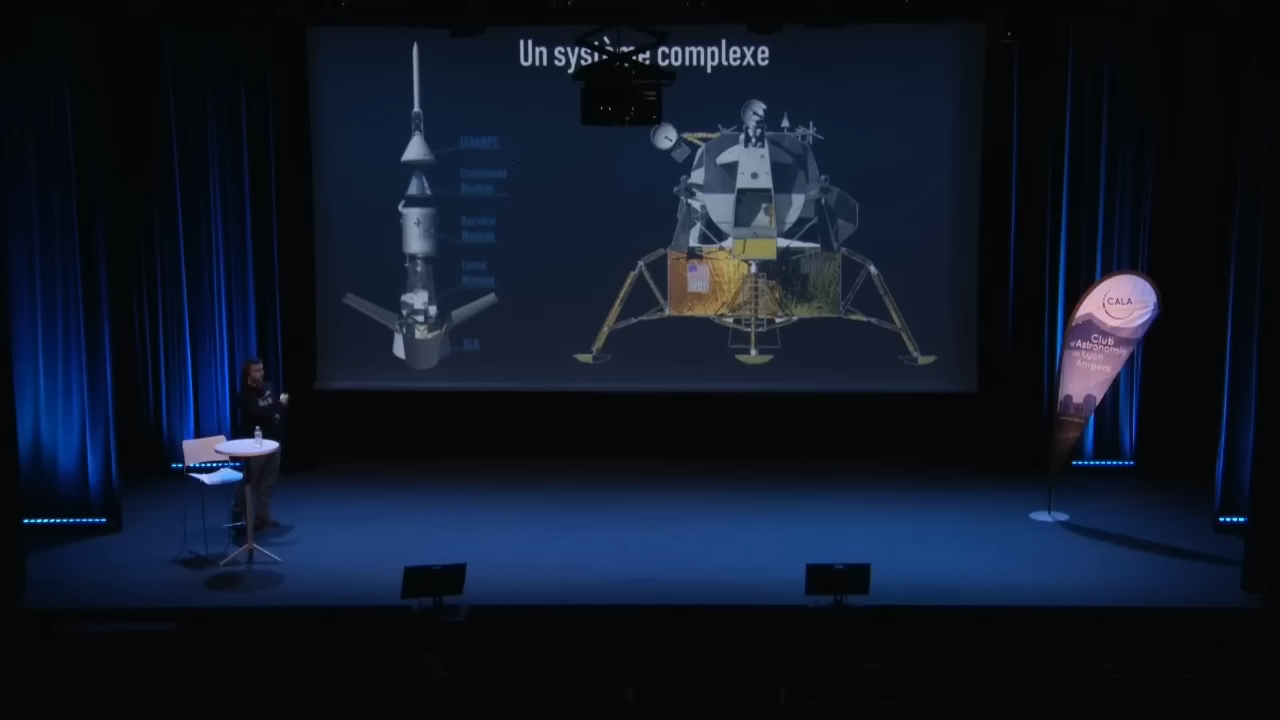 Un système complexe
Command
Module
Service
Module
Lunar
Module
SLA
CALA
Club
d'Astronomie
de Lyon
Ampère